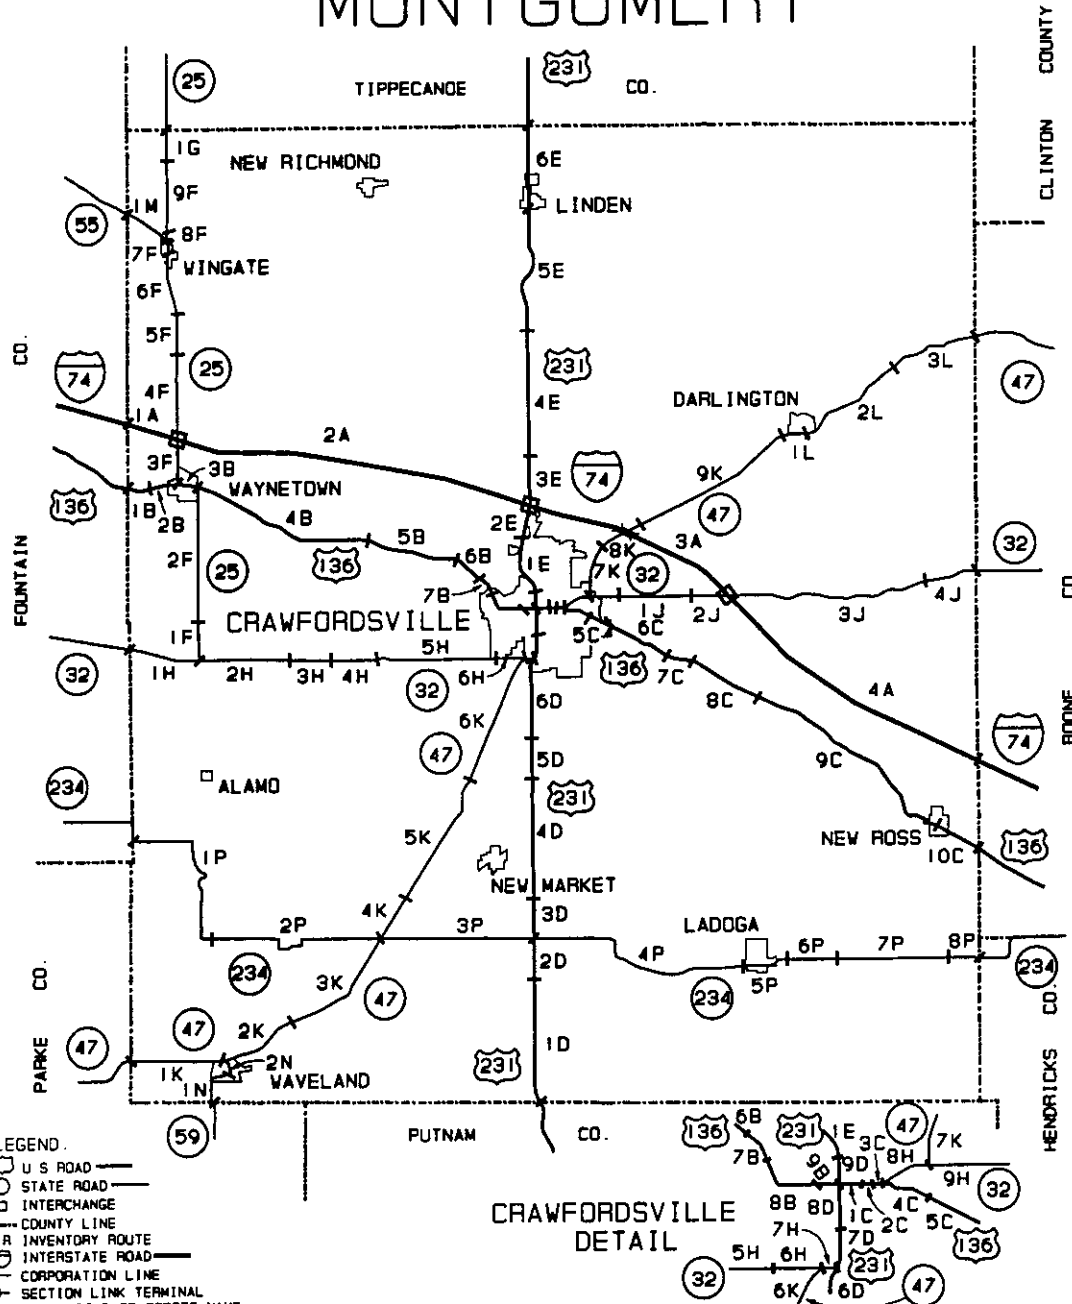 MONTGOMERY
COUNTY
CLINTON
25
231
TIPPECANOE CO.
1G
NEW RICHMOND
6E
9F
1M
LINDEN
55
8F
7F
WINGATE
6F
5E
5F
CO.
74
25
231
3L
47
4F
DARLINGTON
4E
2L
1A
2A
1L
3F
3B
3E
74
9K
WAYNETOWN
136
1B
2B
4B
2E
47
5B
8K
3A
32
FOUNTAIN
2F
25
136
6B
1E
7K
32
7B
CO
CRAWFORDSVILLE
1J
2J
3J
4J
1F
5C
6C
5H
136
32
1H
2H
3H
4H
32
6H
7C
6D
8C
4A
BOONE
6K
74
47
5D
9C
234
ALAMO
231
4D
5K
NEW ROSS
136
1P
10C
NEW MARKET
4K
3D
2P
3P
LADOGA
6P
7P
8P
4P
CO.
234
2D
234
3K
47
234
5P
CO.
47
47
2K
1D
PARKE
2N
231
1K
WAVELAND
1N
HENDRICKS
59
PUTNAM CO.
LEGEND.
U S ROAD
STATE ROAD
INTERCHANGE
COUNTY LINE
R INVENTORY ROUTE
INTERSTATE ROAD
CORPORATION LINE
SECTION LINK TERMINAL
CRAWFORDSVILLE
DETAIL
136
6B
231
1E
3C
47
7K
7B
9B
9D
8H
9H
32
8B
8D
1C
2C
4C
5C
7H
7D
136
5H
6H
231
32
6K
6D
47